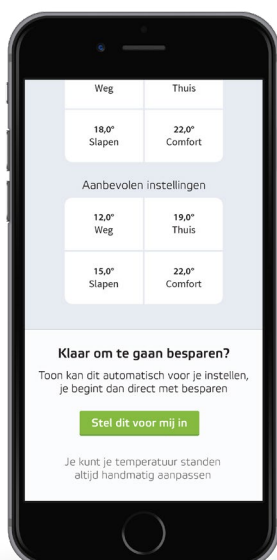 Weg Thuis
18,0° 22,0°
Slapen Comfort
Aanbevolen instellingen
12,0° 19,0°
Weg Thuis
15,0° 22,0°
Slapen Comfort
Klaar om te gaan besparen?
Toon kan dit automatisch voor je instellen,
je begint dan direct met besparen
Stel dit voor mij in
Je kunt je temperatuur standen
altijd handmatig aanpassen